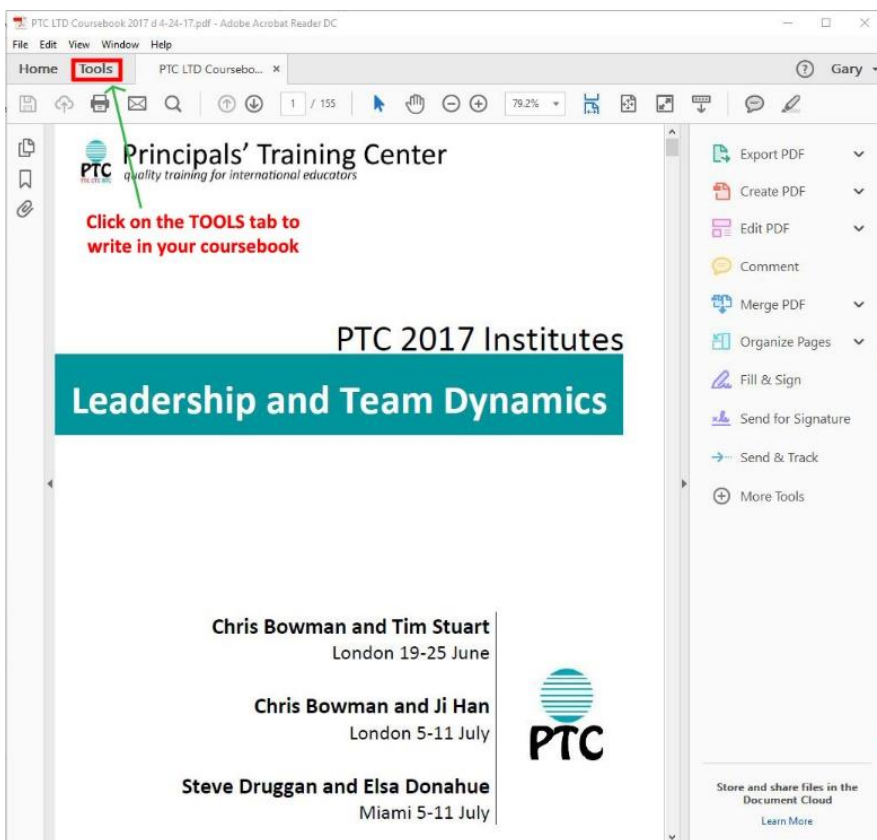 PTC LTD Coursebook 2017 d 4-24-17.pdf - Adobe Acrobat Reader DC
File Edit View Window Help
Home Tools PTC LTD Coursebo... × Gary
1 / 155 79.2%
Principals' Training Center
quality training for international educators
PTC
Click on the TOOLS tab to
write in your coursebook
PTC 2017 Institutes
Leadership and Team Dynamics
Chris Bowman and Tim Stuart
London 19-25 June
Chris Bowman and Ji Han
London 5-11 July
Steve Druggan and Elsa Donahue
Miami 5-11 July
PTC
Export PDF
Create PDF
Edit PDF
Comment
Merge PDF
Organize Pages
Fill & Sign
Send for Signature
Send & Track
More Tools
Store and share files in the
Document Cloud
Learn More